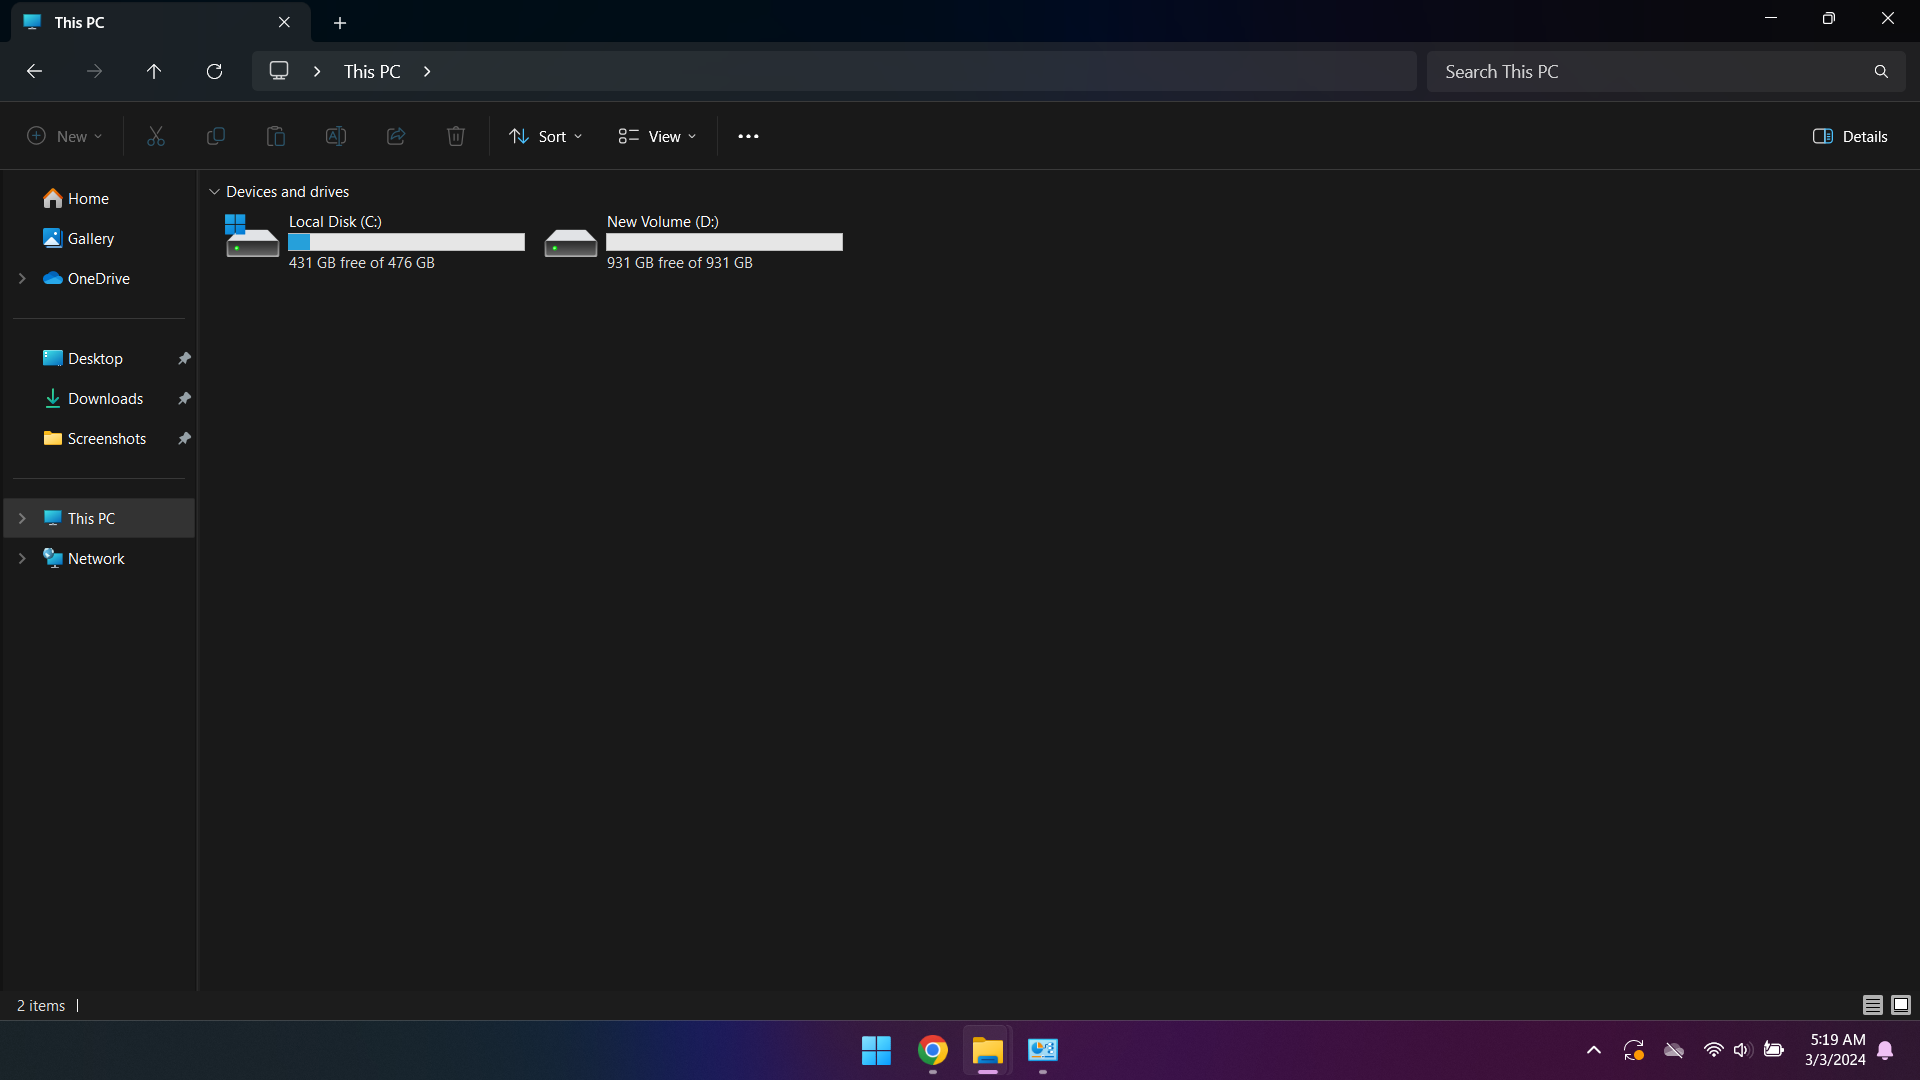 This PC
This PC
Search This PC
New
Sort
View
Details
Home
Gallery
OneDrive
Desktop
Downloads
Screenshots
This PC
Network
Devices and drives
Local Disk (C:)
431 GB free of 476 GB
New Volume (D:)
931 GB free of 931 GB
2 items
5:19 AM
3/3/2024